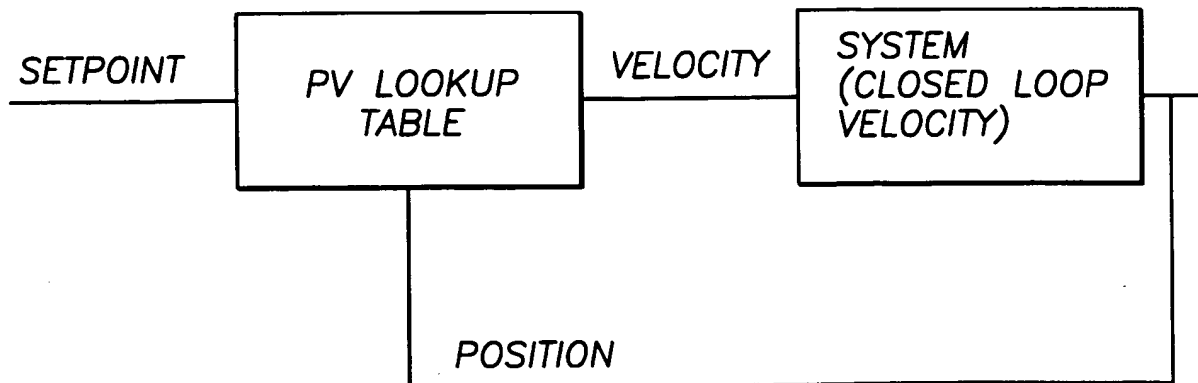 SETPOINT
PV LOOKUP
TABLE
VELOCITY
SYSTEM
(CLOSED LOOP
VELOCITY)
POSITION